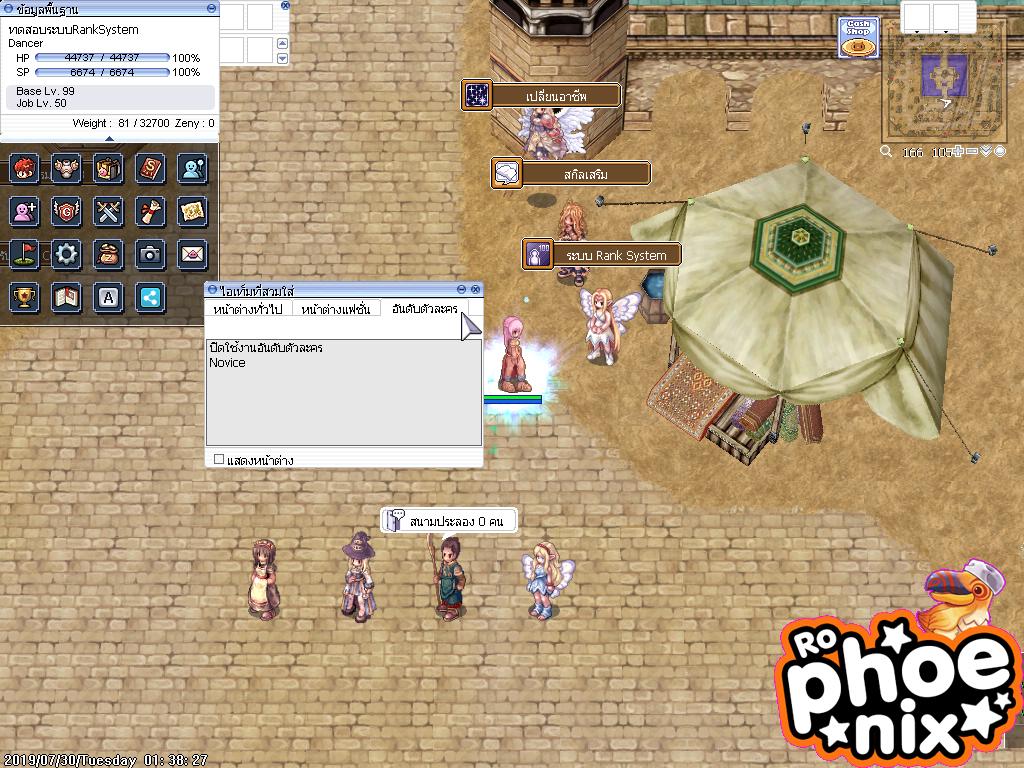 ข้อมูลพื้นฐาน
ทดสอบระบบRankSystem
Dancer
HP 44737 / 44737 100%
SP 6674 / 6674 100%
Base Lv. 99
Job Lv. 50
Weight : 81 / 32700 Zeny : 0
Cash Shop
166 105
เปลี่ยนอาชีพ
สกิลเสริม
ระบบ Rank System
ไอเท็มที่สวมใส่
หน้าต่างทั่วไป หน้าต่างแฟชั่น อันดับตัวละคร
ปิดใช้งานอันดับตัวละคร
Novice
แสดงหน้าต่าง
สนามประลอง 0 คน
RO
phoe
nix
2019/07/30/Tuesday 01:38:27